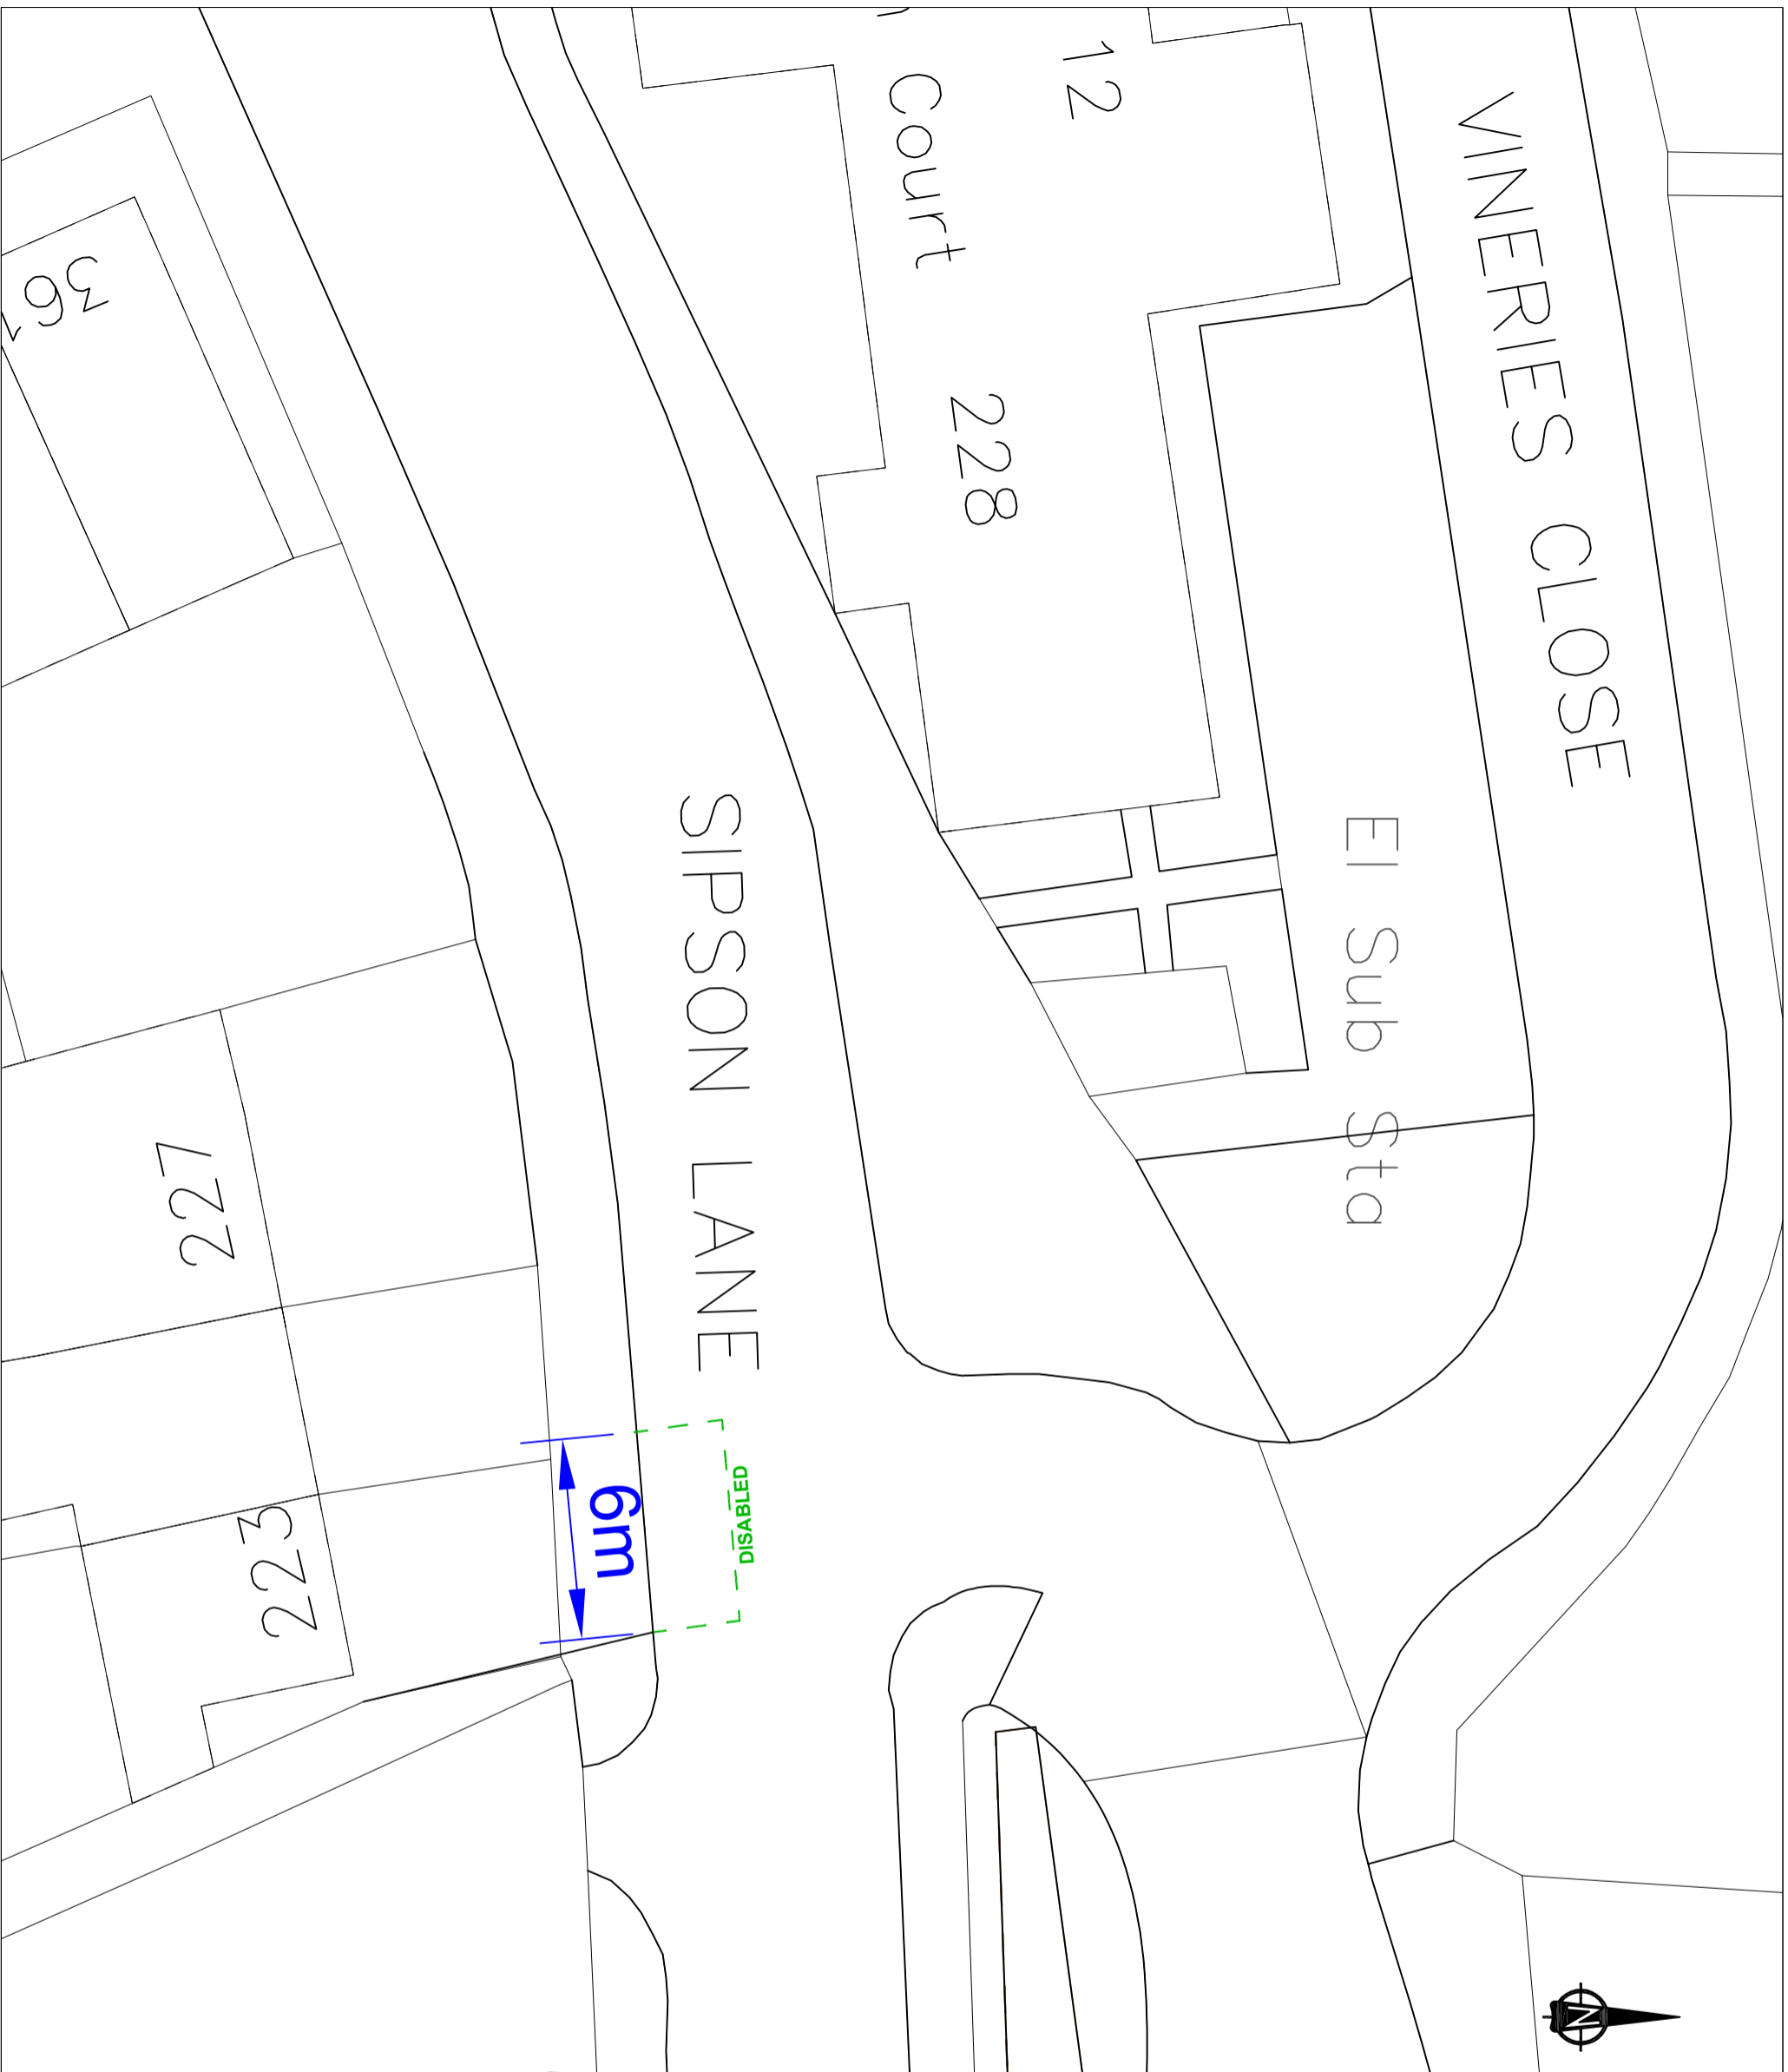 VINERIES CLOSE
12
Court
228
El Sub Sta
SIPSON LANE
227
223
6m
DISABLED
N